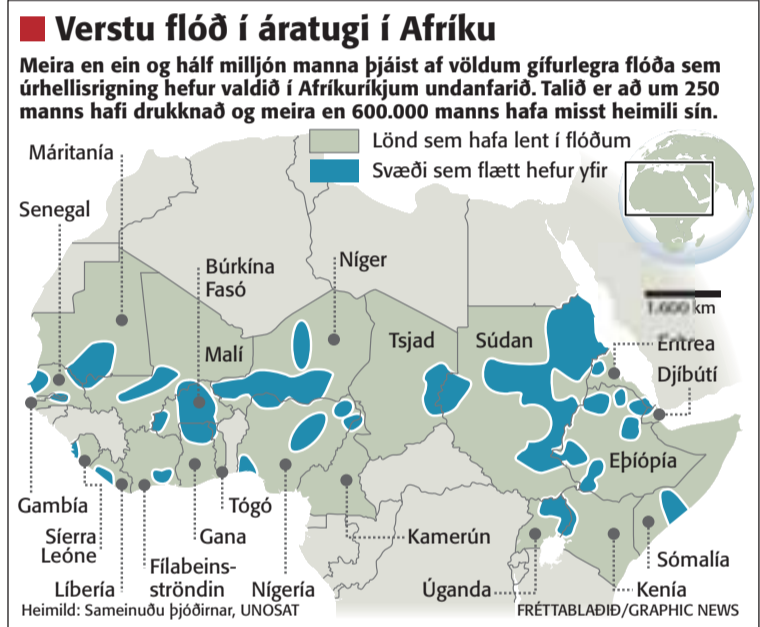 Verstu flóð í áratugi í Afríku
Meira en ein og hálf milljón manna þjáist af völdum gífurlegra flóða sem
úrhellisrigning hefur valdið í Afríkuríkjum undanfarið. Talið er að um 250
manns hafi drukknað og meira en 600.000 manns hafa misst heimili sín.
Lönd sem hafa lent í flóðum
Svæði sem flætt hefur yfir
Máritanía
Senegal
Búrkína
Fasó
Níger
Malí
Tsjad
Súdan
1.600 km
Eritrea
Djíbútí
Eþíópía
Gambía
Síerra
Leóne
Líbería
Fílabeins-
ströndin
Gana
Tógó
Nígería
Kamerún
Úganda
Kenía
Sómalía
Heimild: Sameinuðu þjóðirnar, UNOSAT
FRÉTTABLAÐIÐ/GRAPHIC NEWS